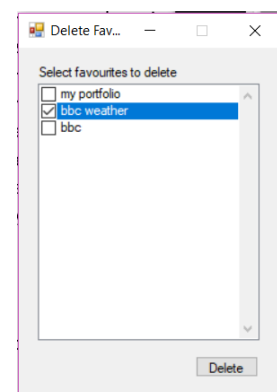 Delete Fav...
Select favourites to delete
my portfolio
bbc weather
bbc
Delete